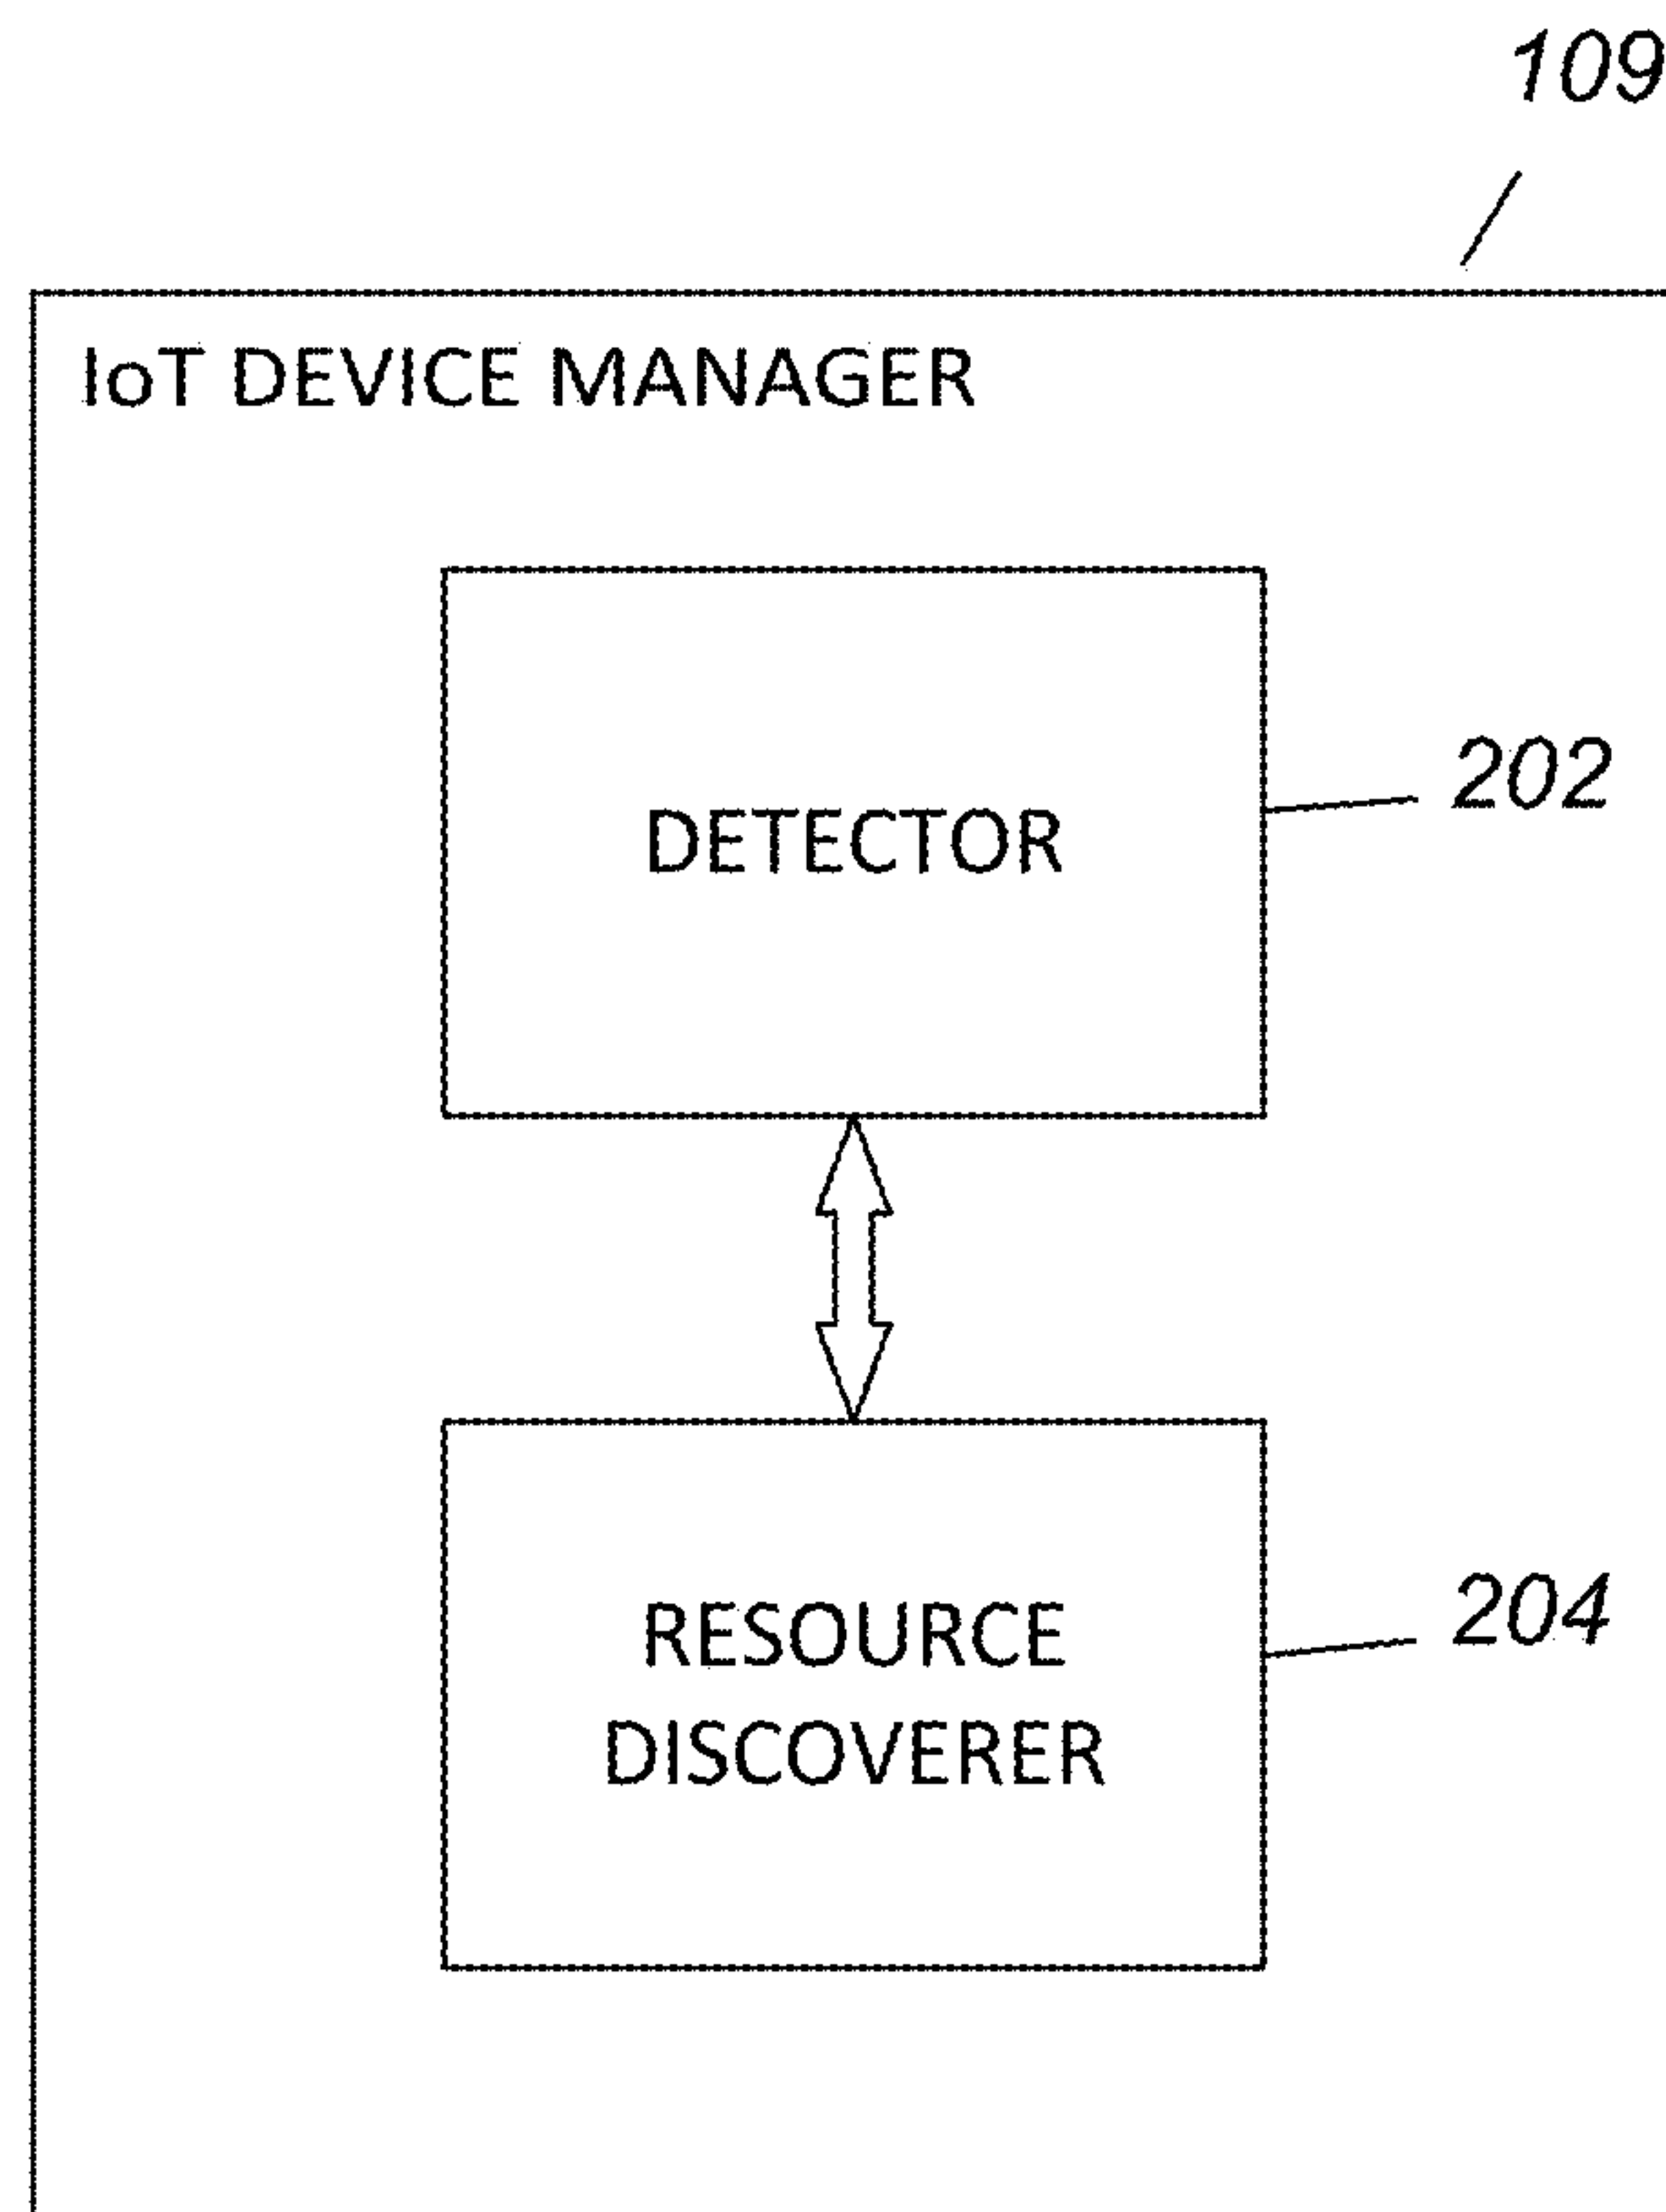 109
IoT DEVICE MANAGER
DETECTOR
202
RESOURCE
DISCOVERER
204